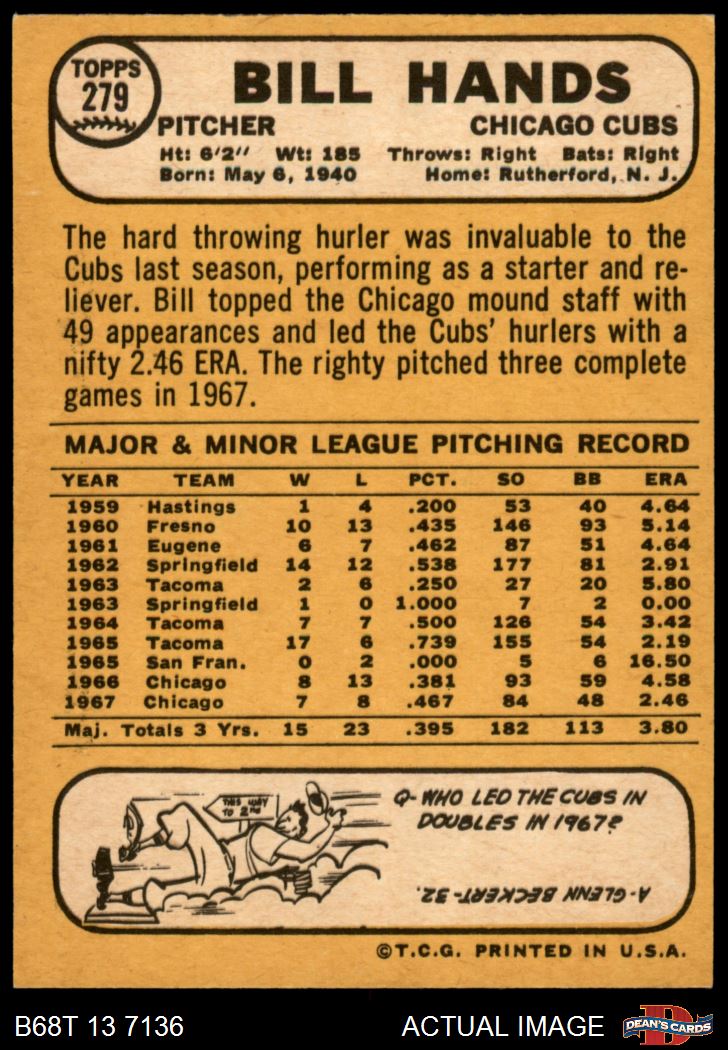 TOPPS
279
BILL HANDS
PITCHER CHICAGO CUBS
Ht: 6'2" Wt: 185 Throws: Right Bats: Right
Born: May 6, 1940 Home: Rutherford, N. J.
The hard throwing hurler was invaluable to the
Cubs last season, performing as a starter and re-
liever. Bill topped the Chicago mound staff with
49 appearances and led the Cubs' hurlers with a
nifty 2.46 ERA. The righty pitched three complete
games in 1967.
MAJOR & MINOR LEAGUE PITCHING RECORD
YEAR TEAM W L PCT. SO BB ERA
1959 Hastings 1 4 .200 53 40 4.64
1960 Fresno 10 13 .435 146 93 5.14
1961 Eugene 6 7 .462 87 51 4.64
1962 Springfield 14 12 .538 177 81 2.91
1963 Tacoma 2 6 .250 27 20 5.80
1963 Springfield 1 0 1.000 7 2 0.00
1964 Tacoma 7 7 .500 126 54 3.42
1965 Tacoma 17 6 .739 155 54 2.19
1965 San Fran. 0 2 .000 5 6 16.50
1966 Chicago 8 13 .381 93 59 4.58
1967 Chicago 7 8 .467 84 48 2.46
Maj. Totals 3 Yrs. 15 23 .395 182 113 3.80
THIS WAY
TO 2ND
Q-WHO LED THE CUBS IN
DOUBLES IN 1967?
A-GLENN BECKERT-32.
©T.C.G. PRINTED IN U.S.A.
B68T 13 7136 ACTUAL IMAGE
D
DEAN'S CARDS